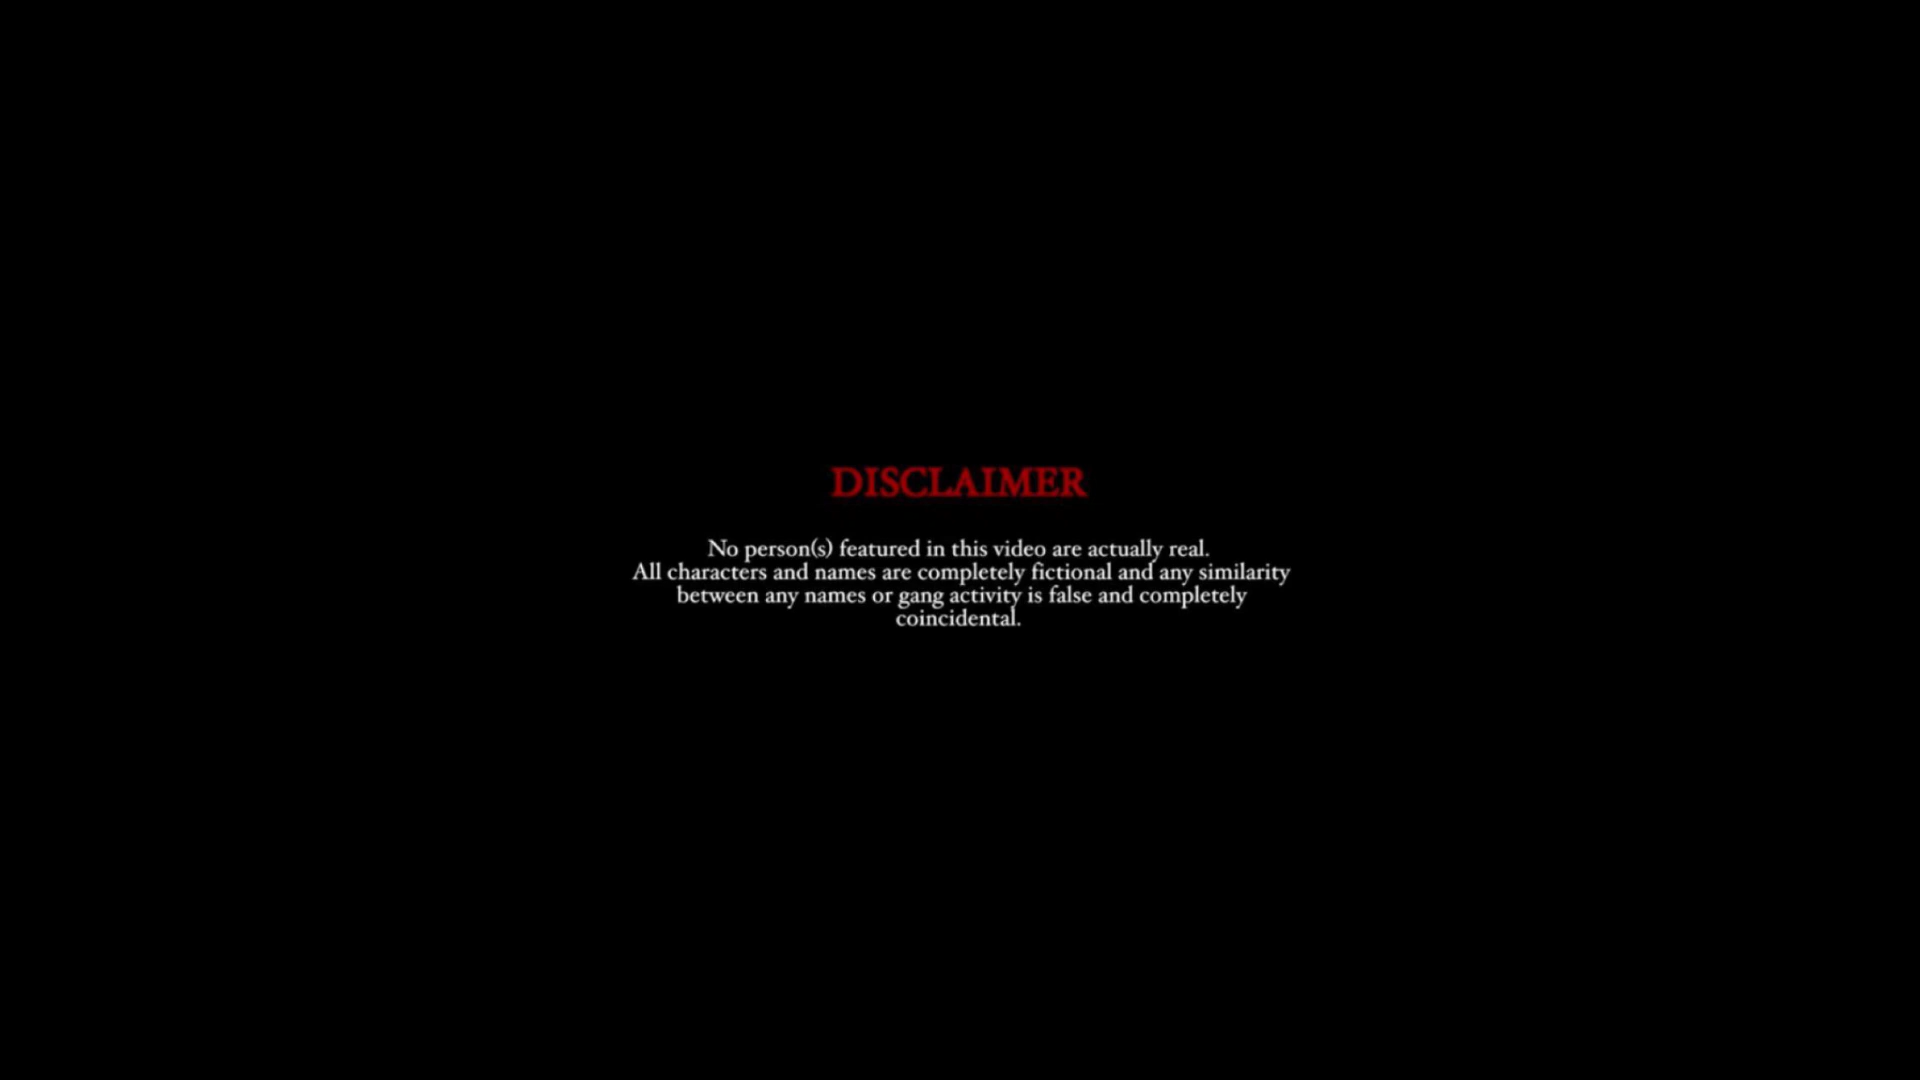 DISCLAIMER
No person(s) featured in this video are actually real.
All characters and names are completely fictional and any similarity
between any names or gang activity is false and completely
coincidental.